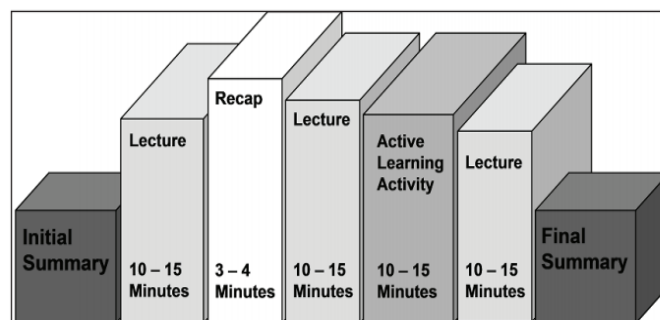 Initial
Summary
Lecture
10 – 15
Minutes
Recap
3 – 4
Minutes
Lecture
10 – 15
Minutes
Active
Learning
Activity
10 – 15
Minutes
Lecture
10 – 15
Minutes
Final
Summary